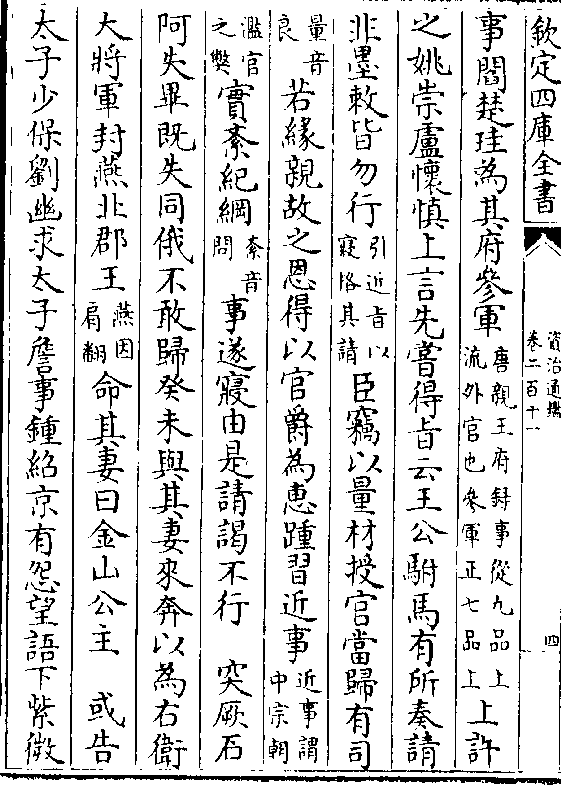 欽定四庫全書
資治通鑑
卷二百十一
四
事閻楚珪為其府參軍唐親王府録事從九品上流外官也參軍正七品上上許
之姚崇盧懷慎上言先嘗得旨云王公駙馬有所奏請
非墨敕皆勿行引近旨以寢恪其請臣竊以量材授官當歸有司
量音良若緣親故之恩得以官爵為恵踵習近事近事謂中宗朝
濫官之弊實紊紀綱紊音問事遂寢由是請謁不行 突厥石
阿失畢既失同俄不敢歸癸未與其妻來奔以為右衛
大將軍封燕北郡王燕因肩翻命其妻曰金山公主 或告
太子少保劉幽求太子詹事鍾紹京有怨望語下紫微